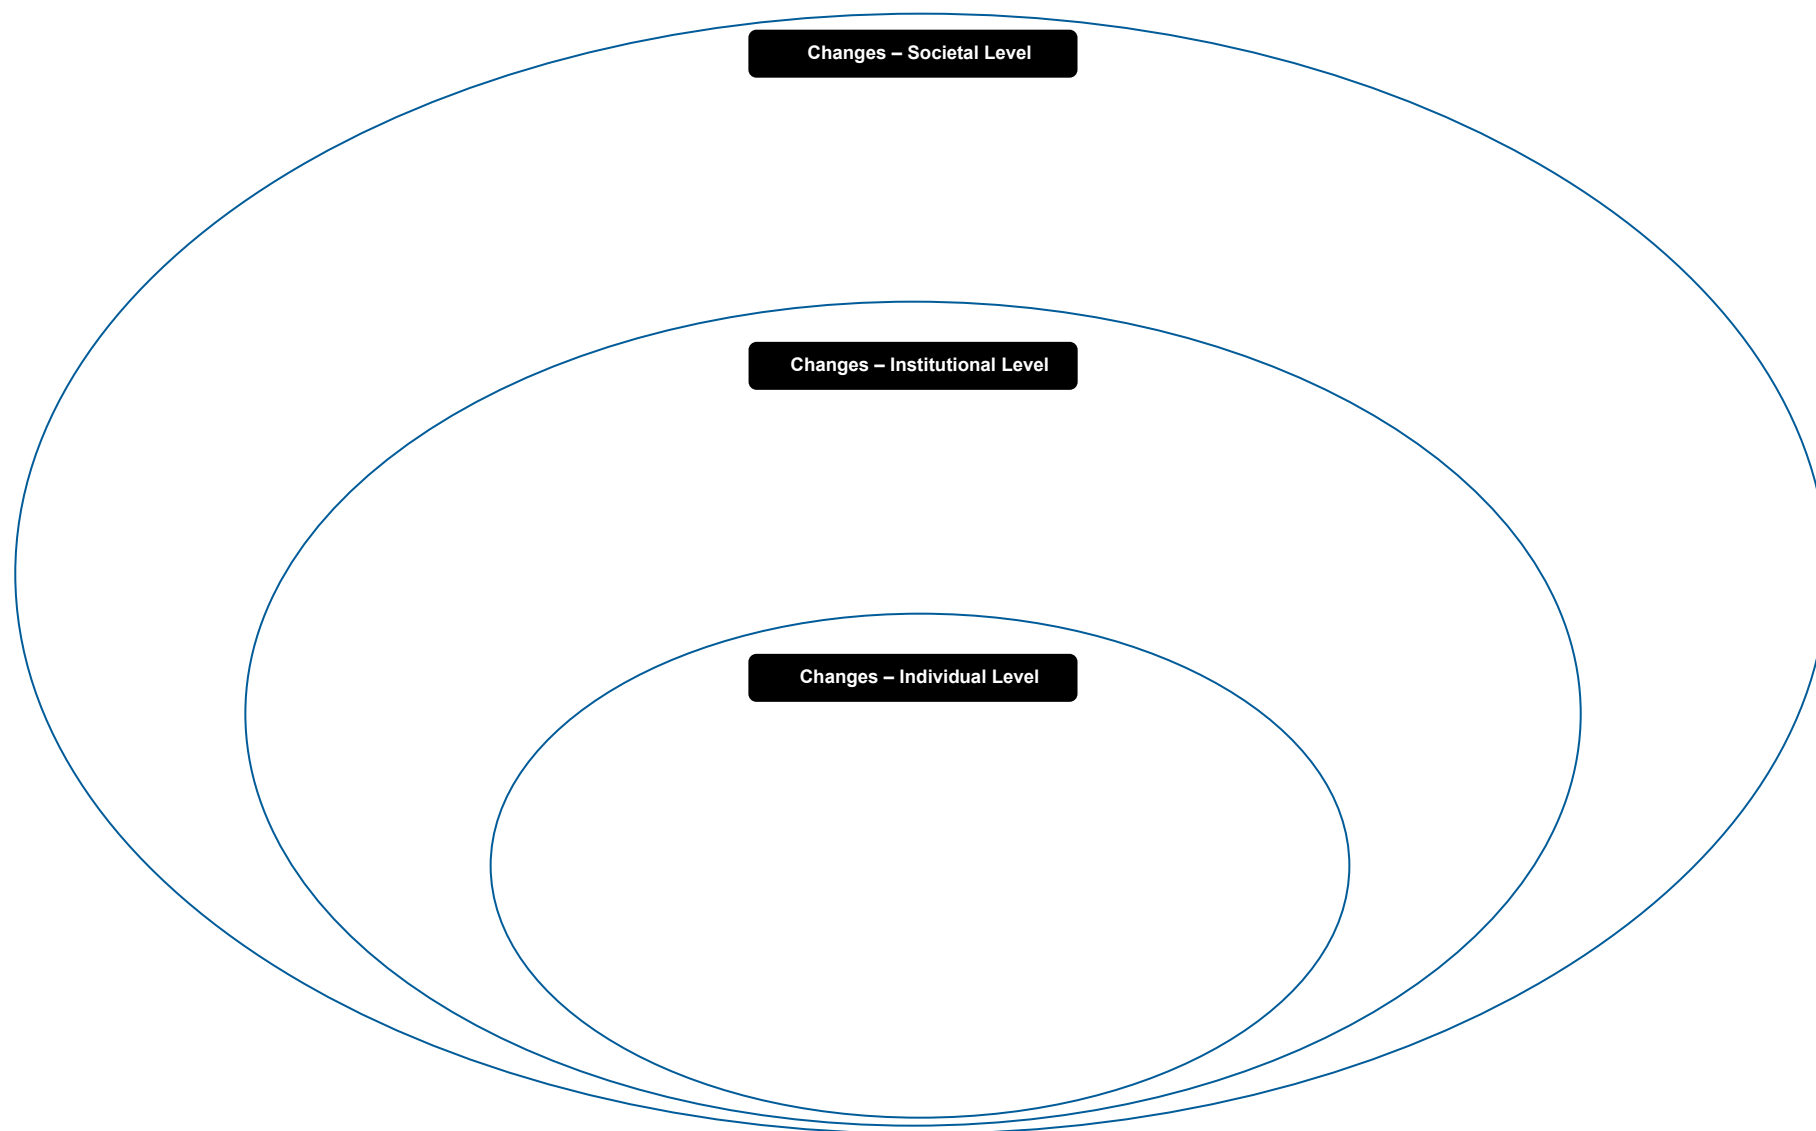 Changes – Societal Level
Changes – Institutional Level
Changes – Individual Level